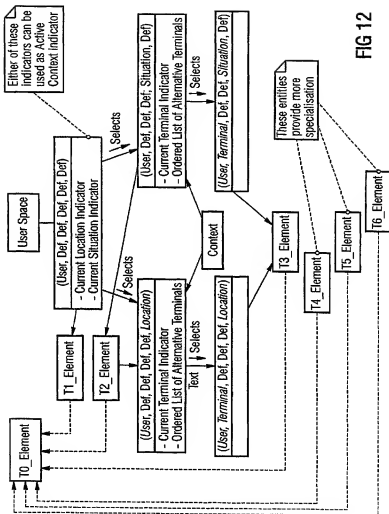 FIG 12
Either of these
indicators can be
used as Active
Context Indicator
User Space
(User, Def, Def, Def, Def, Def)
- Current Location Indicator
- Current Situation Indicator
Selects
Selects
T1_Element
T2_Element
T0_Element
(User, Def, Def, Def, Situation, Def)
- Current Terminal Indicator
- Ordered List of Alternative Terminals
Selects
(User, Terminal, Def, Def, Situation, Def)
Context
(User, Def, Def, Def, Def, Location)
- Current Terminal Indicator
- Ordered List of Alternative Terminals
Text
Selects
(User, Terminal, Def, Def, Def, Location)
These entities
provide more
specialisation
T3_Element
T4_Element
T5_Element
T6_Element